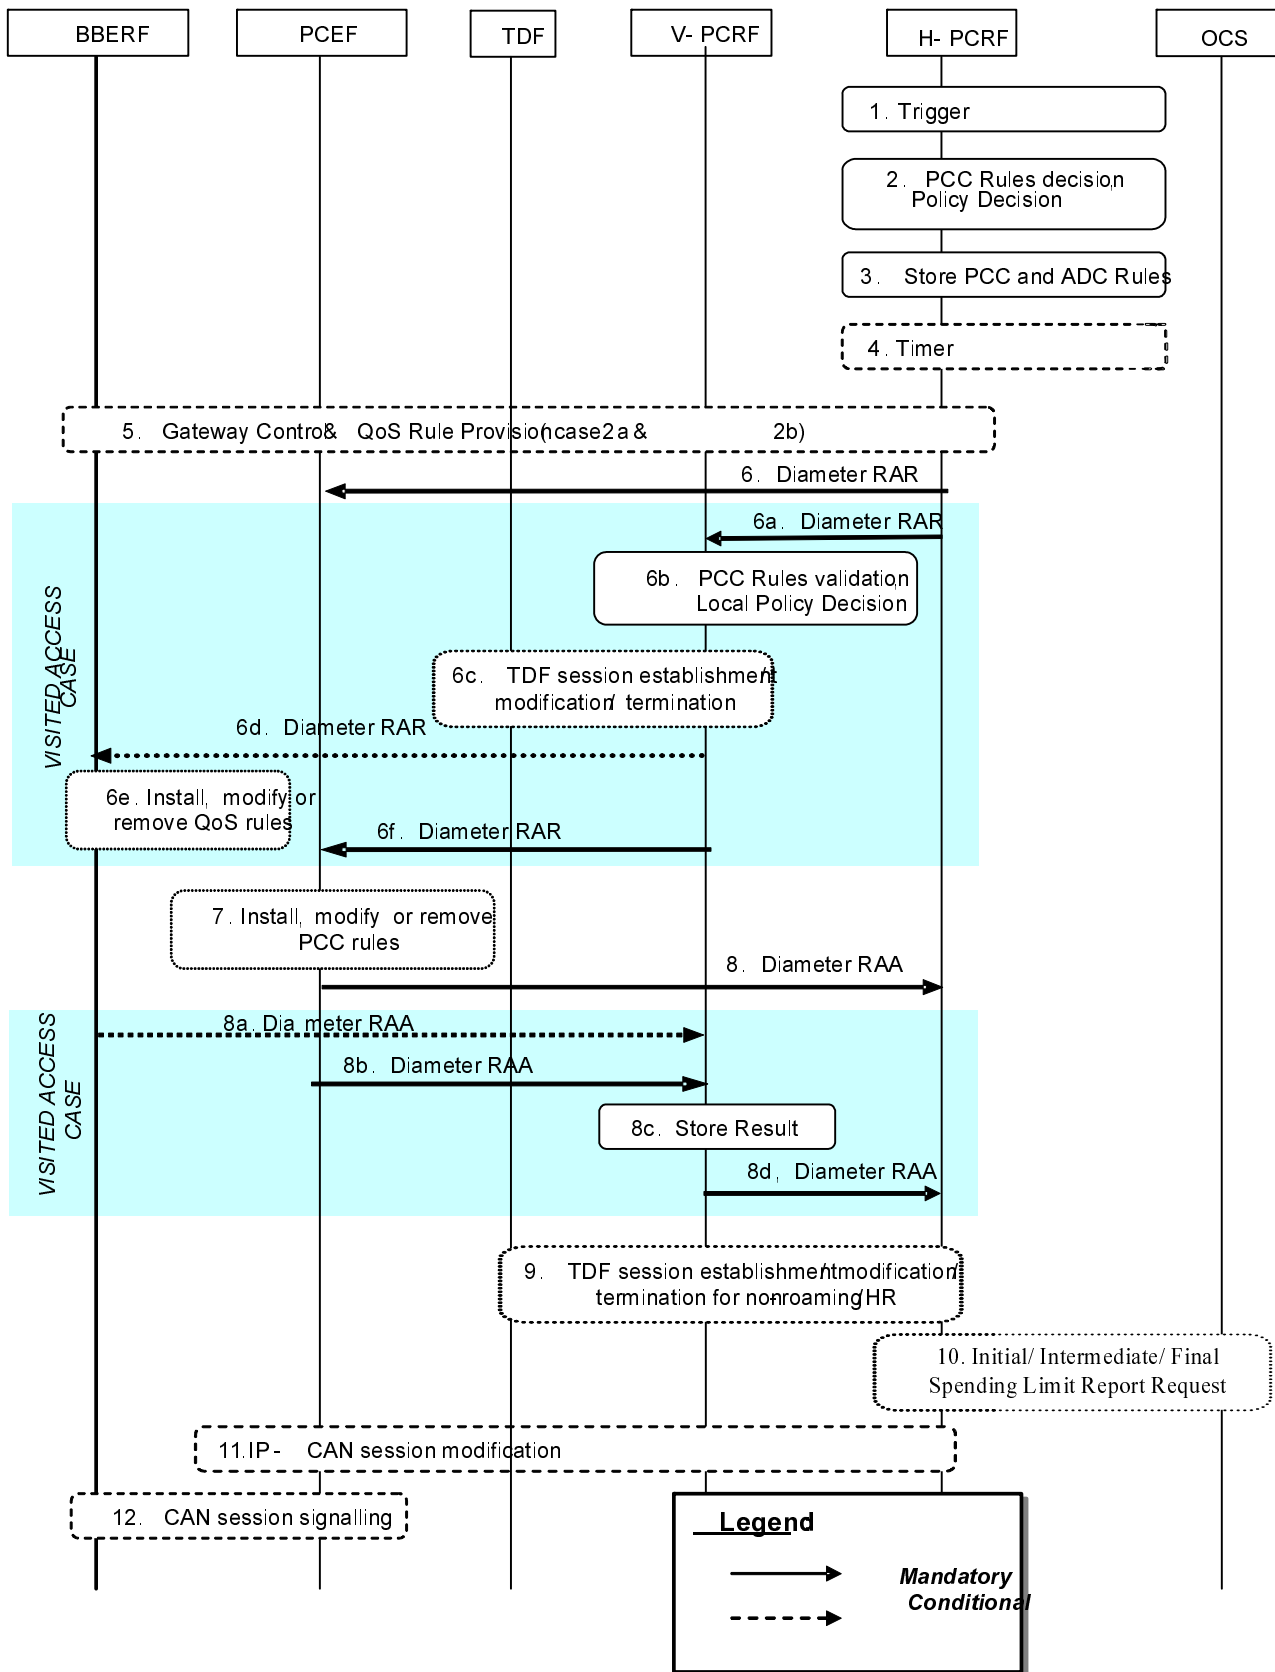 BBERF
PCEF
TDF
V- PCRF
H- PCRF
OCS
1. Trigger
2. PCC Rules decision,
Policy Decision
3. Store PCC and ADC Rules
4. Timer
5. Gateway Control & QoS Rule Provision (case 2a & 2b)
6. Diameter RAR
6a. Diameter RAR
6b. PCC Rules validation,
Local Policy Decision
VISITED ACCESS
CASE
6c. TDF session establishment/
modification/ termination
6d. Diameter RAR
6e. Install, modify or
remove QoS rules
6f. Diameter RAR
7. Install, modify or remove
PCC rules
8. Diameter RAA
VISITED ACCESS
CASE
8a. Dia meter RAA
8b. Diameter RAA
8c. Store Result
8d, Diameter RAA
9. TDF session establishment/modification/
termination for non-roaming/HR
10. Initial/ Intermediate/ Final
Spending Limit Report Request
11.IP- CAN session modification
12. CAN session signalling
Legend
Mandatory
Conditional